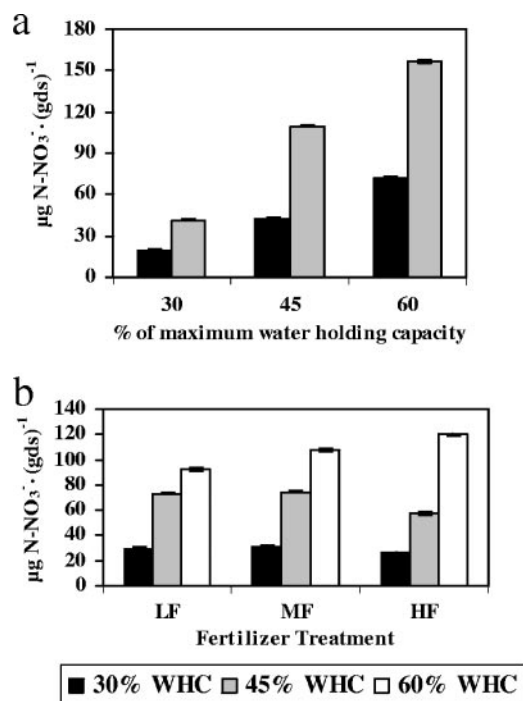 a
µg N-NO₃⁻ · (gds)⁻¹
180
150
120
90
60
30
0
30 45 60
% of maximum water holding capacity
b
µg N-NO₃⁻ · (gds)⁻¹
140
120
100
80
60
40
20
0
LF MF HF
Fertilizer Treatment
30% WHC 45% WHC 60% WHC